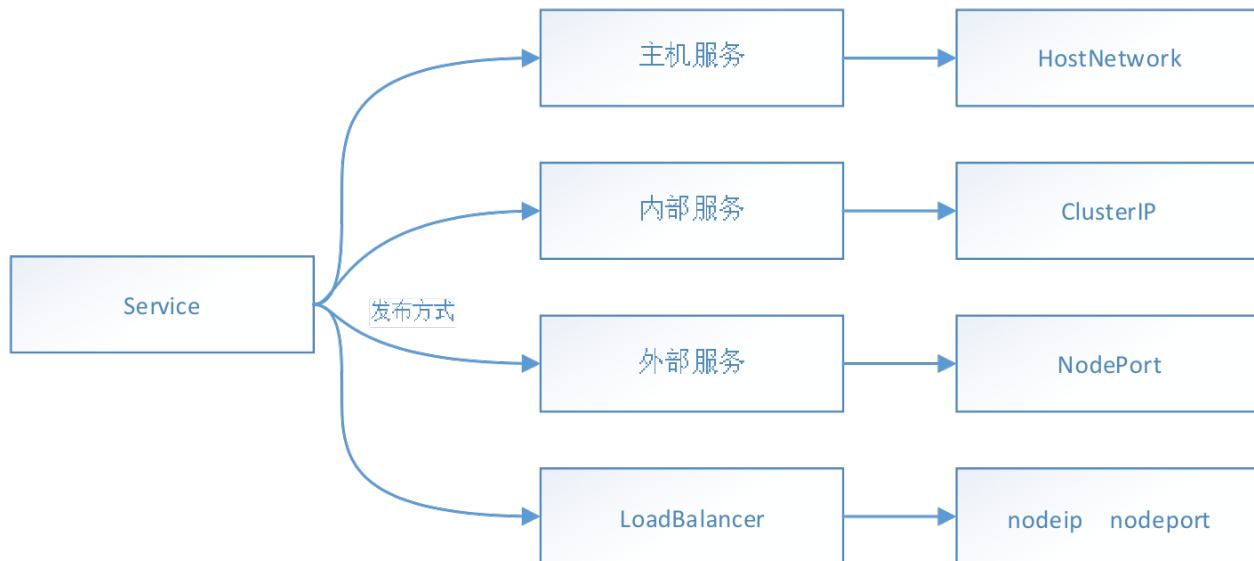 主机服务
HostNetwork
内部服务
ClusterIP
Service
发布方式
外部服务
NodePort
LoadBalancer
nodeip nodeport